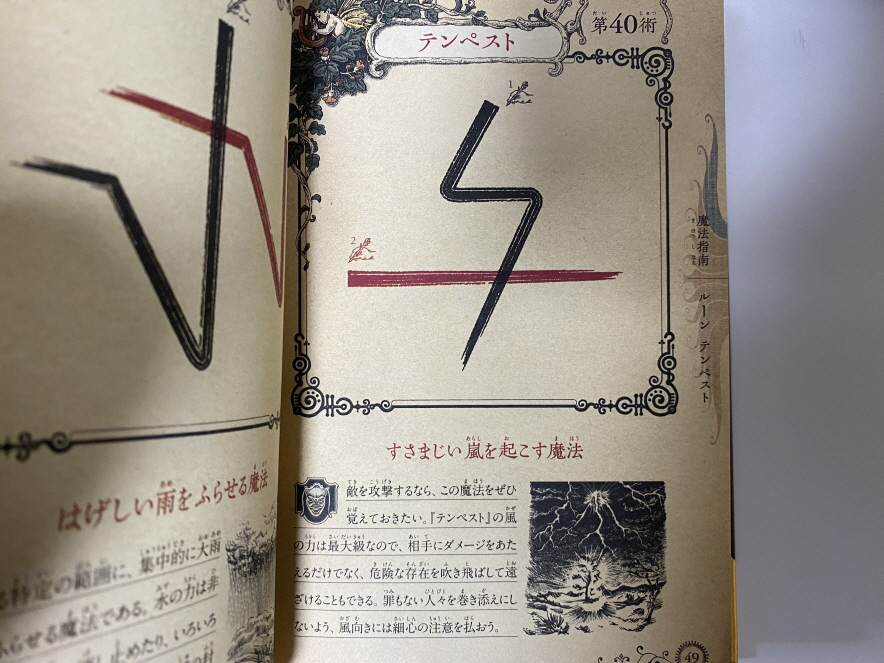 テンペスト
第40術
1
2
魔法指南
ルーン テンペスト
すさまじい嵐を起こす魔法
敵を攻撃するなら、この魔法をぜひ
覚えておきたい。『テンペスト』の風
の力は最大級なので、相手にダメージをあた
えるだけでなく、危険な存在を吹き飛ばして遠
ざけることもできる。罪もない人々を巻き添えにし
ないよう、風向きには細心の注意を払おう。
49
はげしい雨をふらせる魔法
特定の範囲に、集中的に大雨
ふらせる魔法である。水の力は非
止めたり、いろいろ